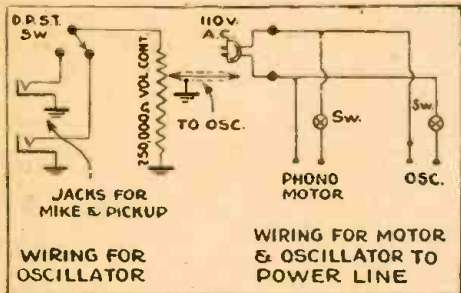 D.P.S.T.
SW
110 V.
A.C.
250,000Ω VOL.CONT.
TO OSC.
Sw.
Sw.
JACKS FOR
MIKE & PICKUP
PHONO
MOTOR
OSC.
WIRING FOR
OSCILLATOR
WIRING FOR MOTOR
& OSCILLATOR TO
POWER LINE